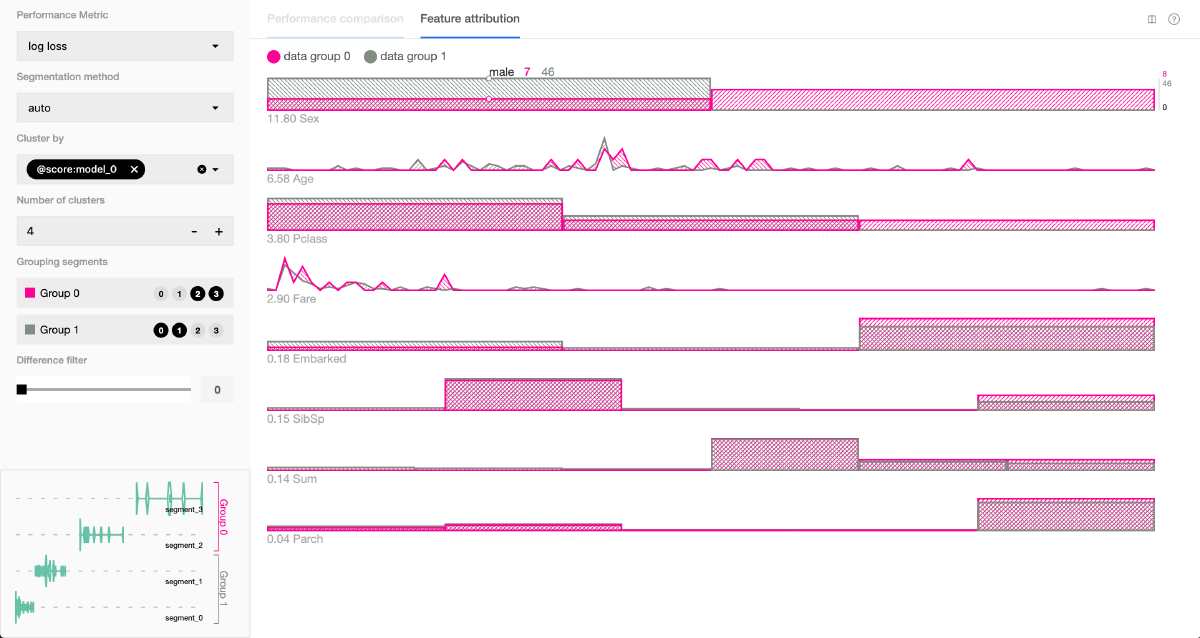 Performance Metric
log loss
Segmentation method
auto
Cluster by
@score:model_0
Number of clusters
4 - +
Grouping segments
Group 0 0 1 2 3
Group 1 0 1 2 3
Difference filter
0
segment_3
segment_2
Group 0
segment_1
segment_0
Group 1
Performance comparison Feature attribution
data group 0 data group 1
male 7 46
8
46
0
11.80 Sex
6.58 Age
3.80 Pclass
2.90 Fare
0.18 Embarked
0.15 SibSp
0.14 Sum
0.04 Parch